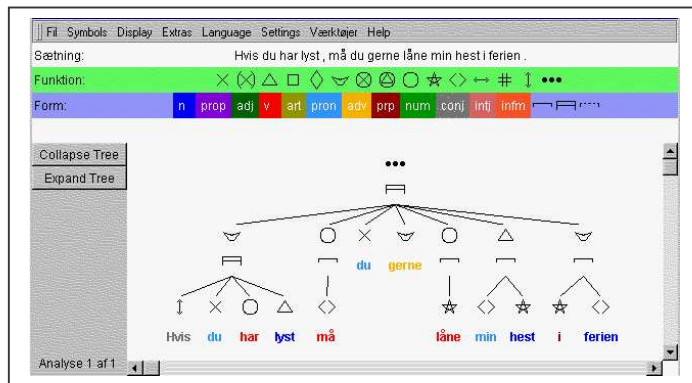 Fil Symbols Display Extras Language Settings Værktøjer Help
Sætning: Hvis du har lyst , må du gerne låne min hest i ferien .
Funktion:
Form: n prop adj v art pron adv prp num conj intj infm
Collapse Tree
Expand Tree
du gerne
Hvis du har lyst må låne min hest i ferien
Analyse 1 af 1